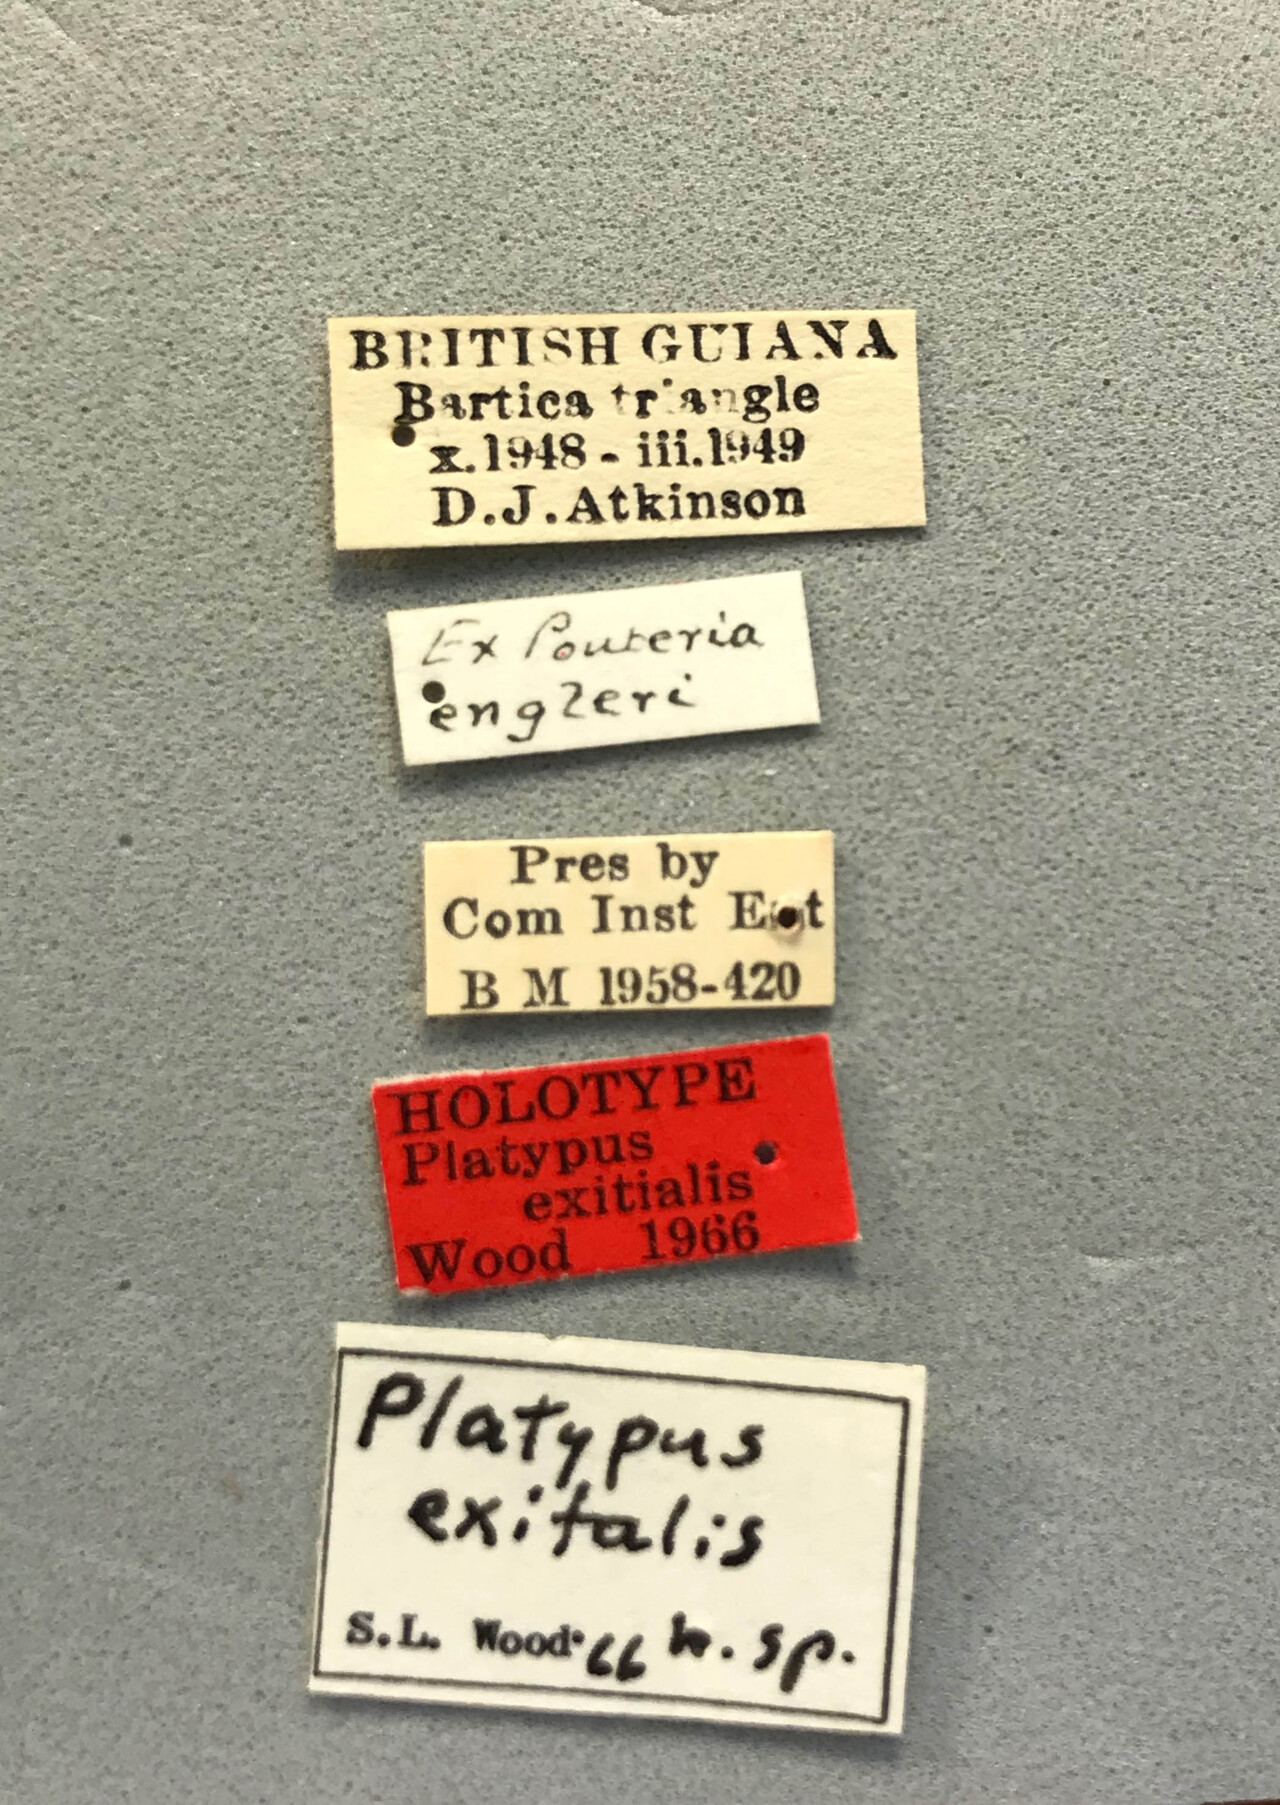 BRITISH GUIANA
Bartica triangle
x.1948 - iii.1949
D.J.Atkinson
Ex Pouteria
engleri
Pres by
Com Inst Ent
B M 1958-420
HOLOTYPE
Platypus
exitialis
Wood 1966
Platypus
exitalis
S.L. Wood '66 n. sp.